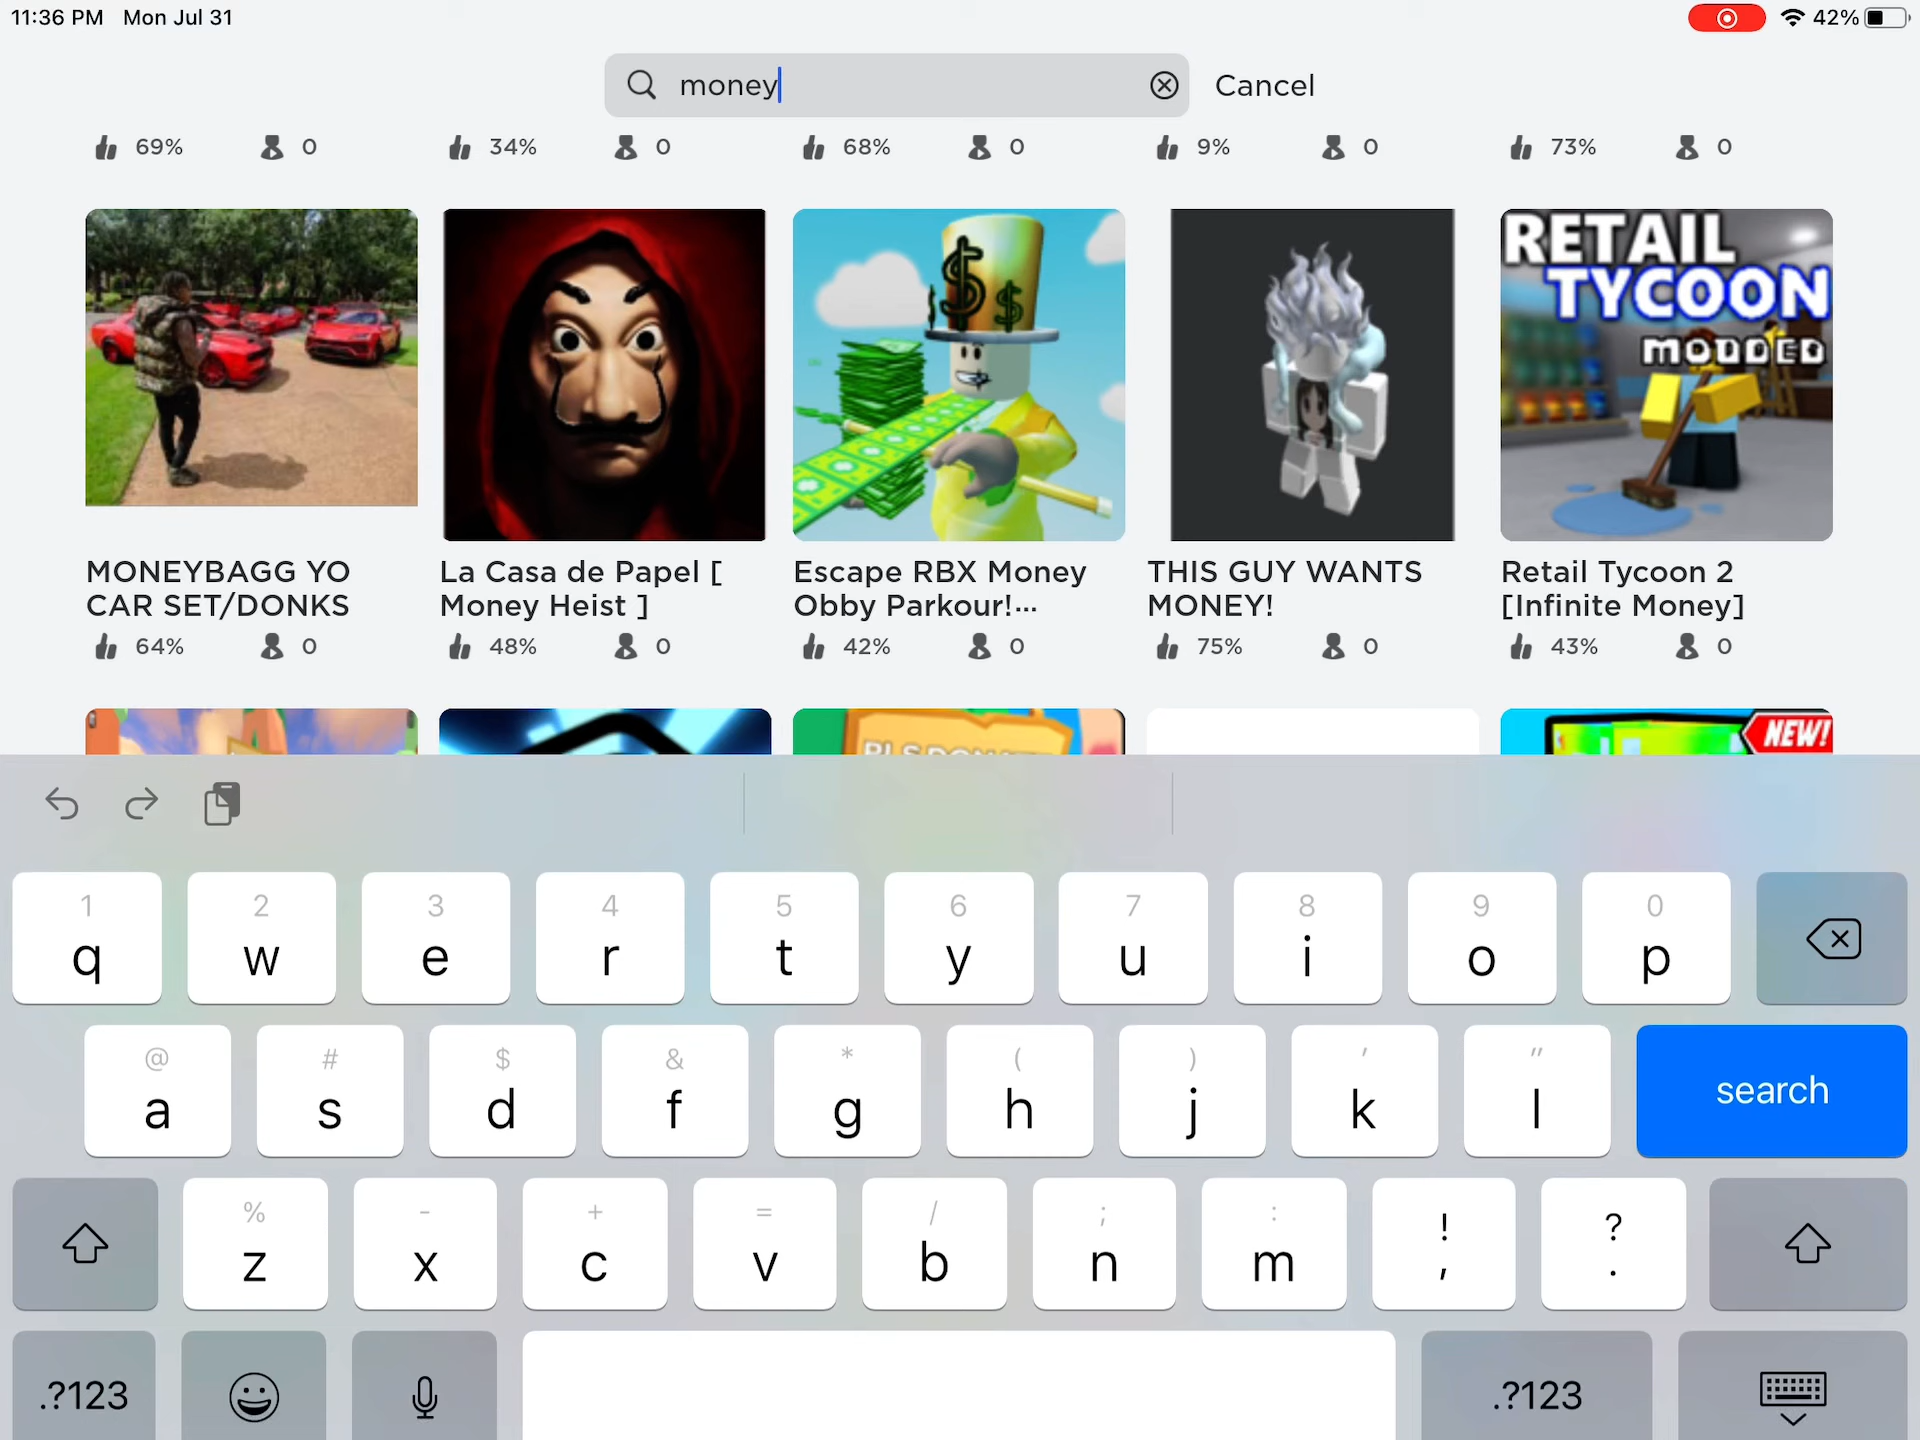 11:36 PM Mon Jul 31
42%
money
Cancel
69% 0 34% 0 68% 0 9% 0 73% 0
$ $
RETAIL
TYCOON
MODDED
MONEYBAGG YO
CAR SET/DONKS
64% 0
La Casa de Papel [
Money Heist ]
48% 0
Escape RBX Money
Obby Parkour!...
42% 0
THIS GUY WANTS
MONEY!
75% 0
Retail Tycoon 2
[Infinite Money]
43% 0
PLS DONATE
NEW!
1 2 3 4 5 6 7 8 9 0
q w e r t y u i o p
@ # $ & * ( ) ' "
a s d f g h j k l
search
% - + = / ; : ! ?
z x c v b n m , .
.?123 .?123